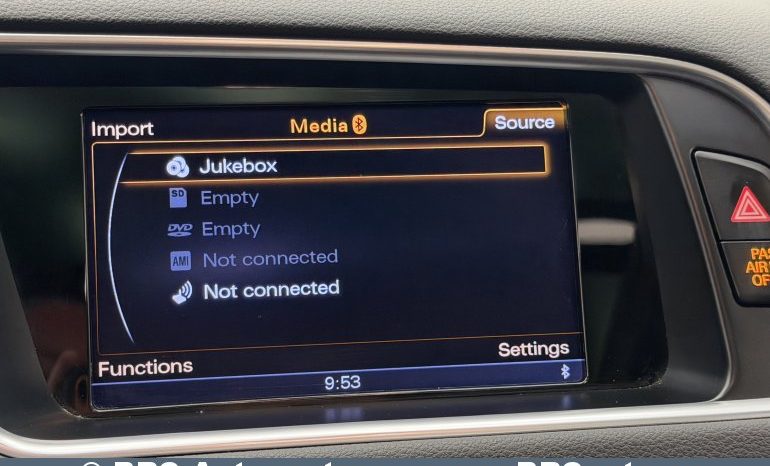 Import
Media
Source
Jukebox
SD Empty
DVD Empty
AMI Not connected
Not connected
Functions
Settings
9:53